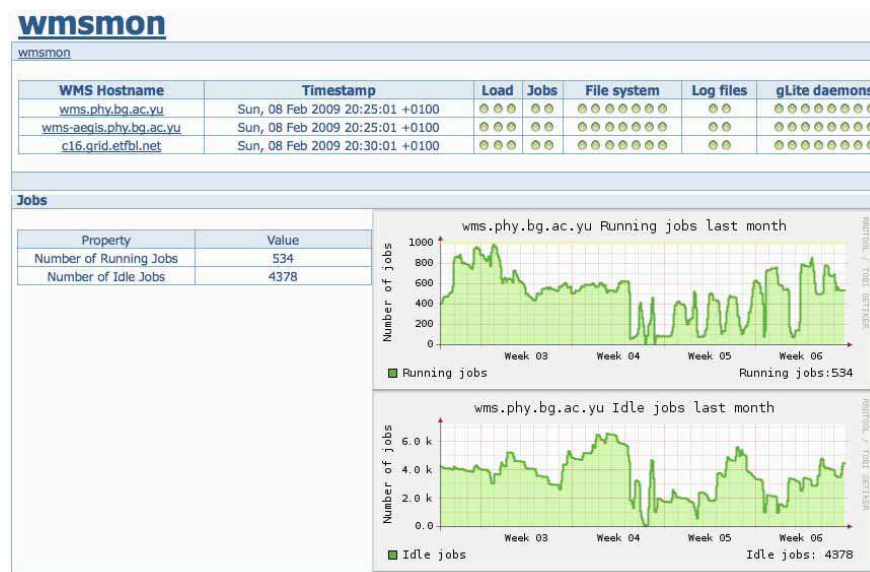 wmsmon
wmsmon
WMS Hostname Timestamp Load Jobs File system Log files gLite daemons
wms.phy.bg.ac.yu Sun, 08 Feb 2009 20:25:01 +0100
wms-aegis.phy.bg.ac.yu Sun, 08 Feb 2009 20:25:01 +0100
c16.grid.etfbl.net Sun, 08 Feb 2009 20:30:01 +0100
Jobs
Property Value
Number of Running Jobs 534
Number of Idle Jobs 4378
wms.phy.bg.ac.yu Running jobs last month
Number of jobs
1000
800
600
400
200
0
Week 03 Week 04 Week 05 Week 06
Running jobs Running jobs:534
RRDTOOL / TOBI OETIKER
wms.phy.bg.ac.yu Idle jobs last month
Number of jobs
6.0 k
4.0 k
2.0 k
0.0
Week 03 Week 04 Week 05 Week 06
Idle jobs Idle jobs: 4378
RRDTOOL / TOBI OETIKER